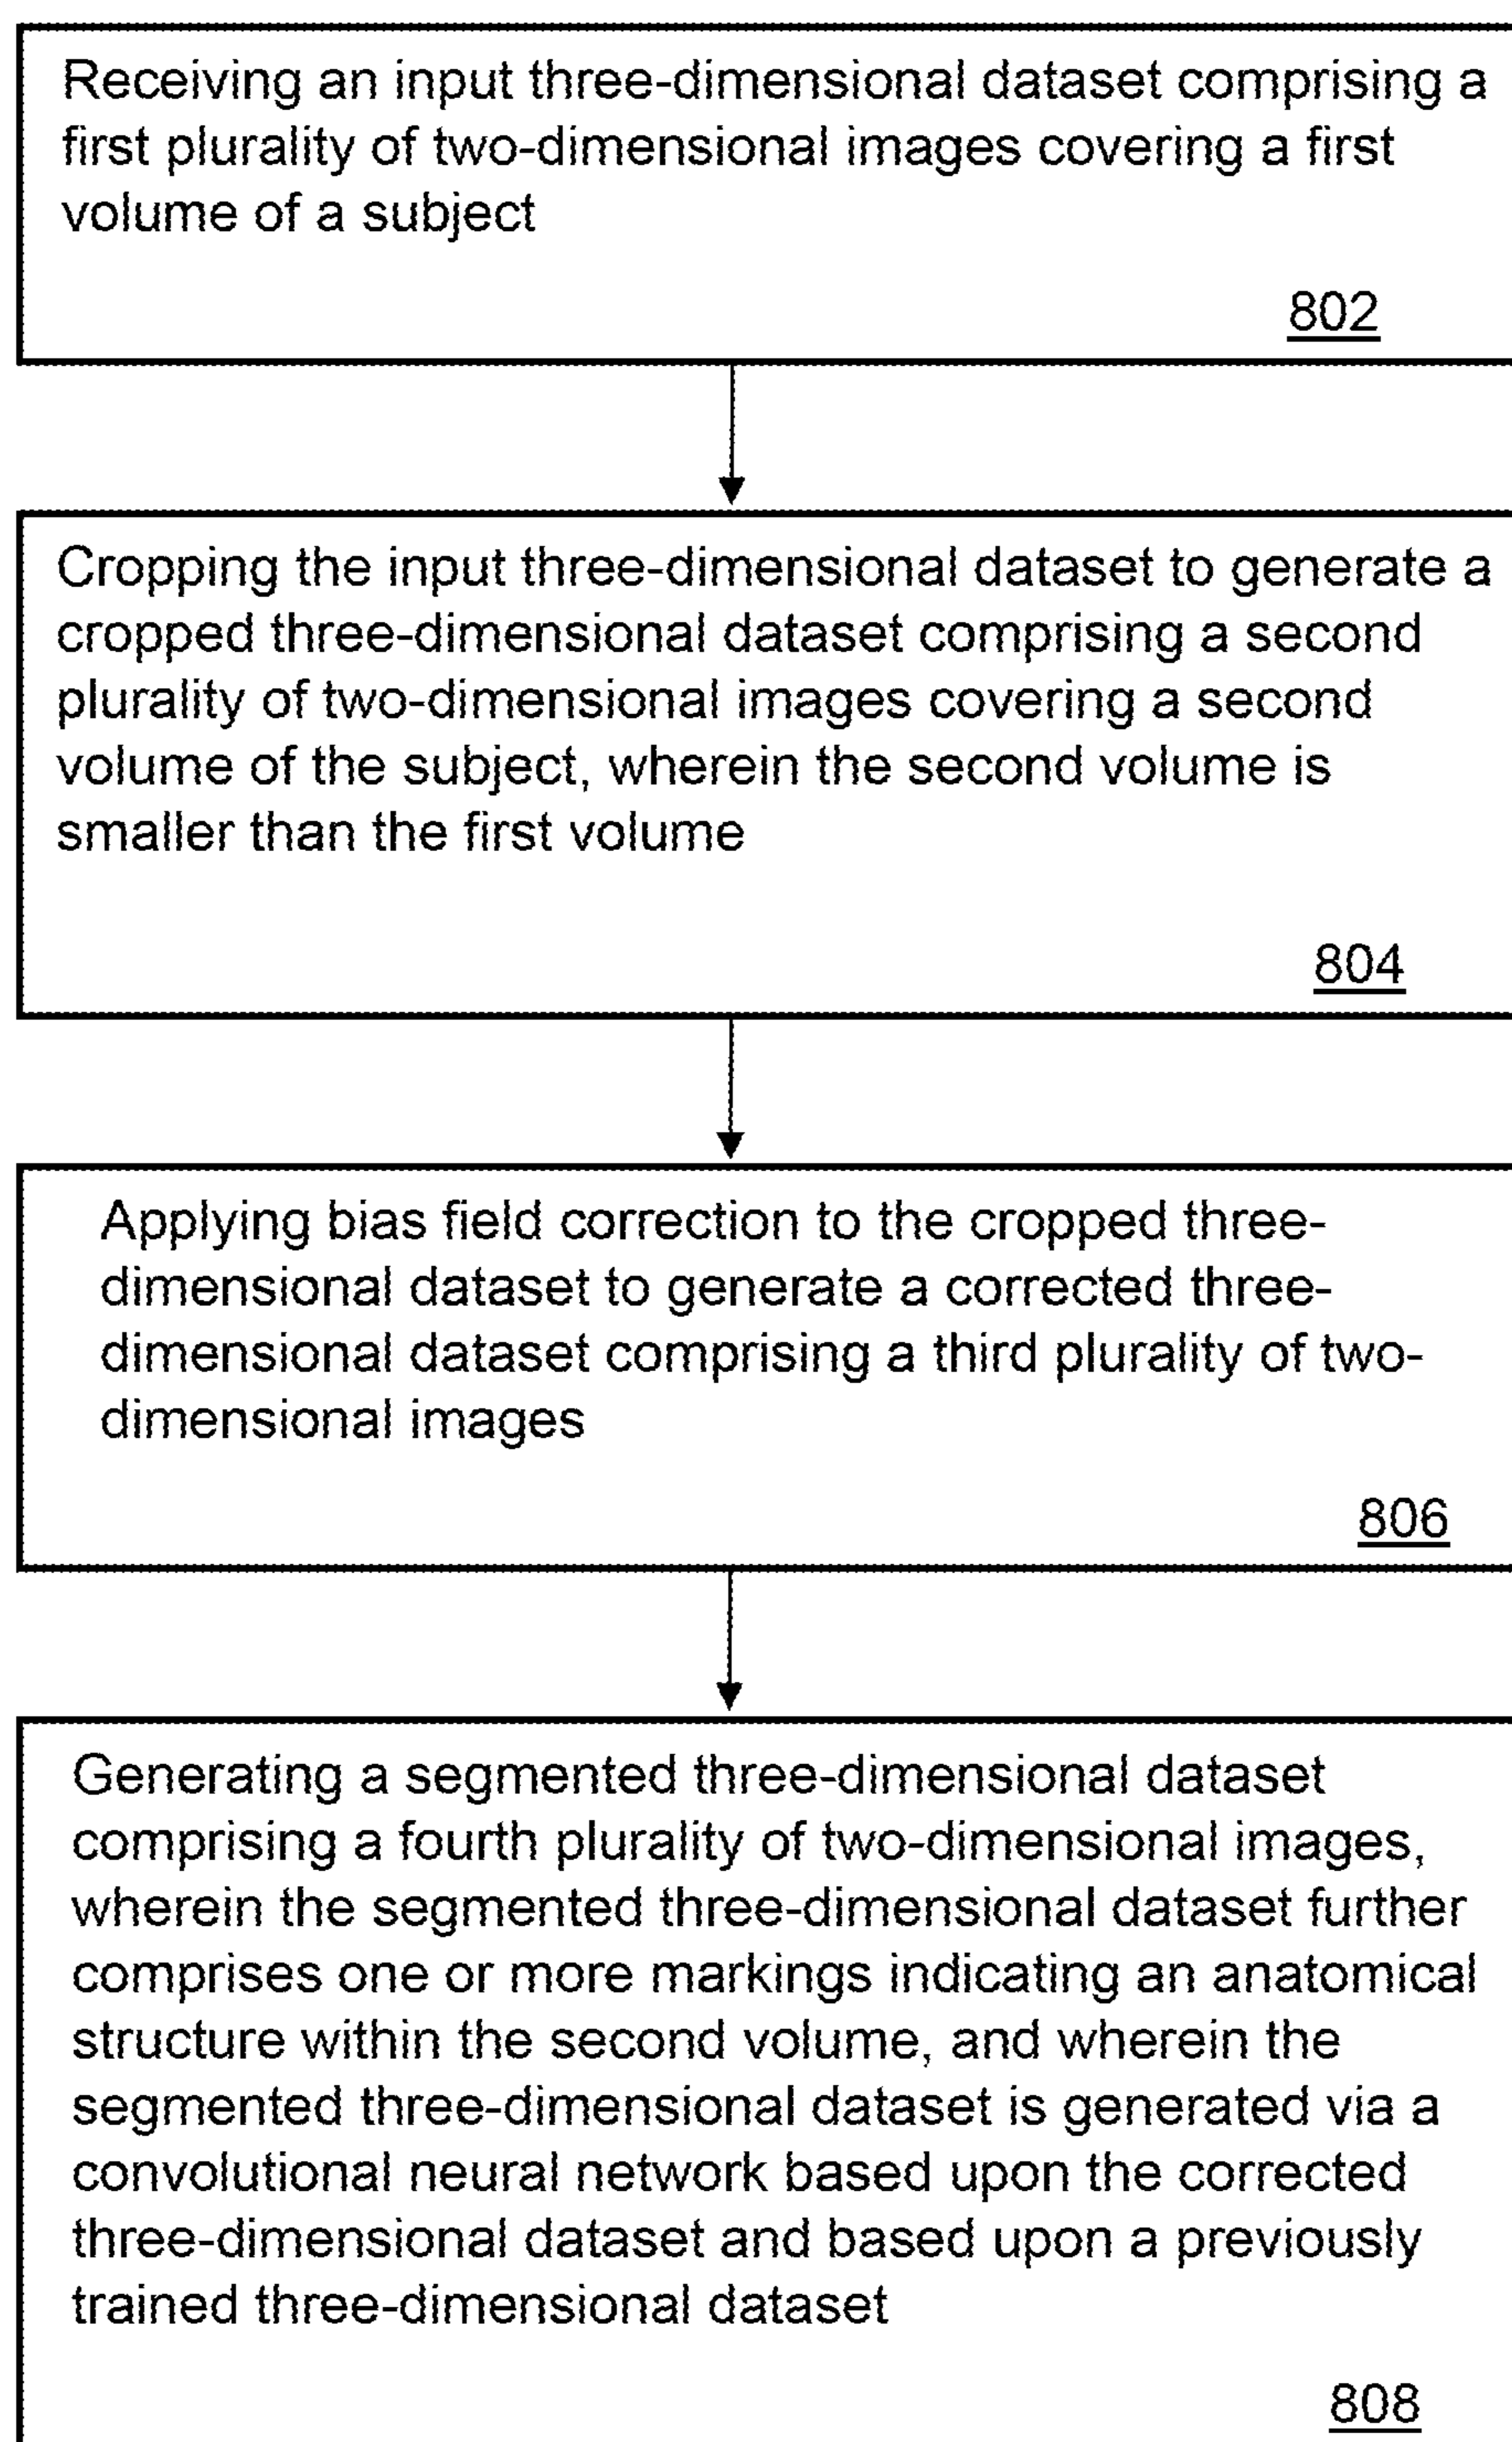 Receiving an input three-dimensional dataset comprising a
first plurality of two-dimensional images covering a first
volume of a subject
802
Cropping the input three-dimensional dataset to generate a
cropped three-dimensional dataset comprising a second
plurality of two-dimensional images covering a second
volume of the subject, wherein the second volume is
smaller than the first volume
804
Applying bias field correction to the cropped three-
dimensional dataset to generate a corrected three-
dimensional dataset comprising a third plurality of two-
dimensional images
806
Generating a segmented three-dimensional dataset
comprising a fourth plurality of two-dimensional images,
wherein the segmented three-dimensional dataset further
comprises one or more markings indicating an anatomical
structure within the second volume, and wherein the
segmented three-dimensional dataset is generated via a
convolutional neural network based upon the corrected
three-dimensional dataset and based upon a previously
trained three-dimensional dataset
808